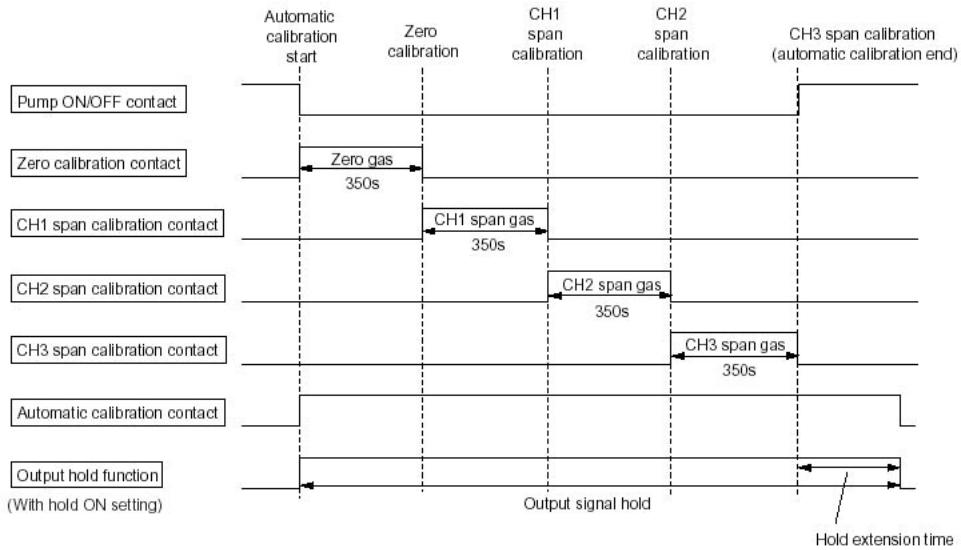 Automatic
calibration
start
Zero
calibration
CH1
span
calibration
CH2
span
calibration
CH3 span calibration
(automatic calibration end)
Pump ON/OFF contact
Zero calibration contact
Zero gas
350s
CH1 span calibration contact
CH1 span gas
350s
CH2 span calibration contact
CH2 span gas
350s
CH3 span calibration contact
CH3 span gas
350s
Automatic calibration contact
Output hold function
(With hold ON setting)
Output signal hold
Hold extension time